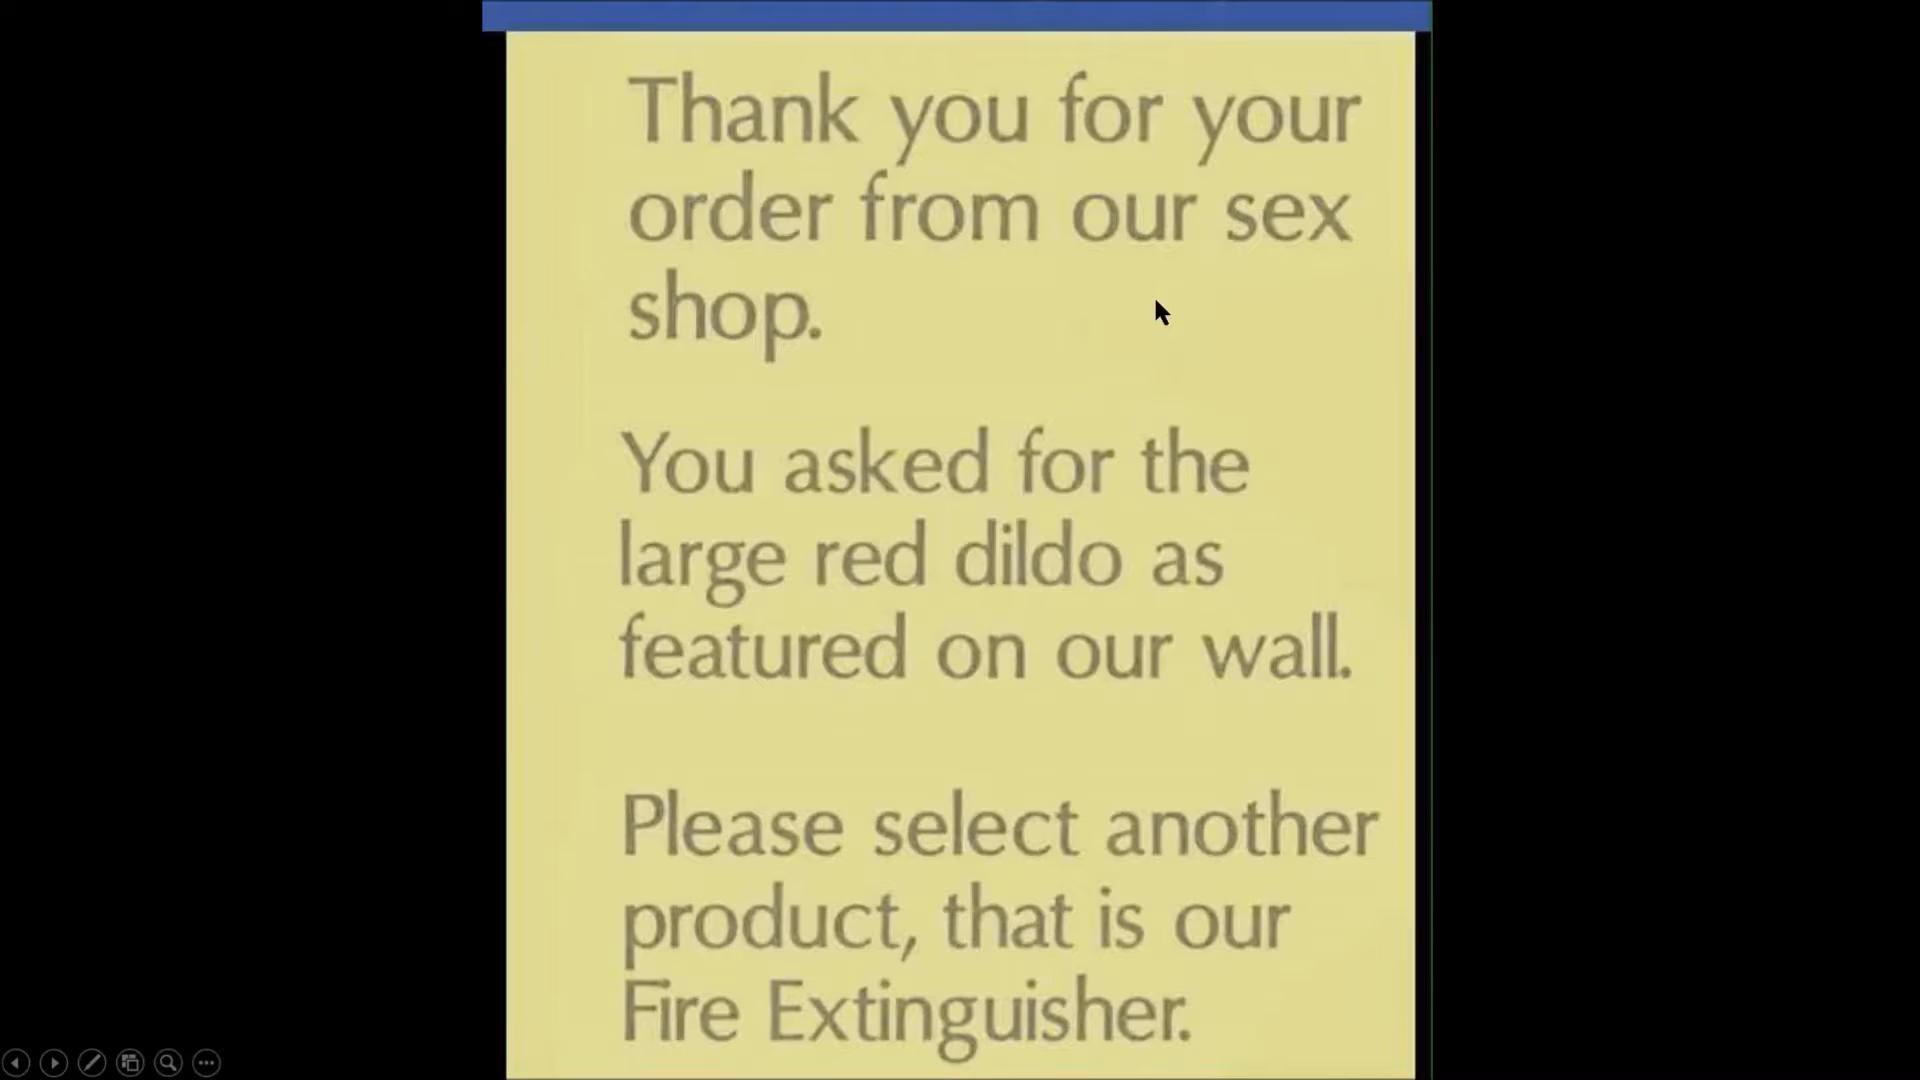 Thank you for your
order from our sex
shop.
You asked for the
large red dildo as
featured on our wall.
Please select another
product, that is our
Fire Extinguisher.